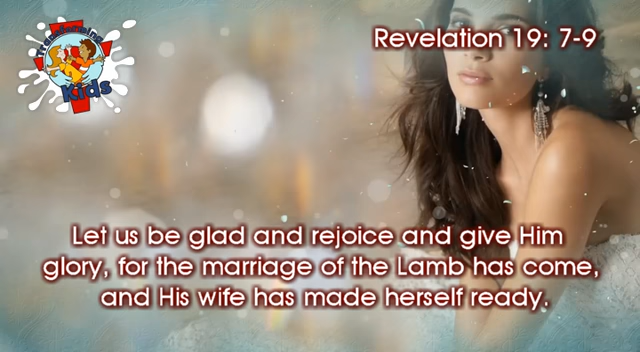 Revelation 19: 7-9
Kids
Let us be glad and rejoice and give Him
glory, for the marriage of the Lamb has come,
and His wife has made herself ready.